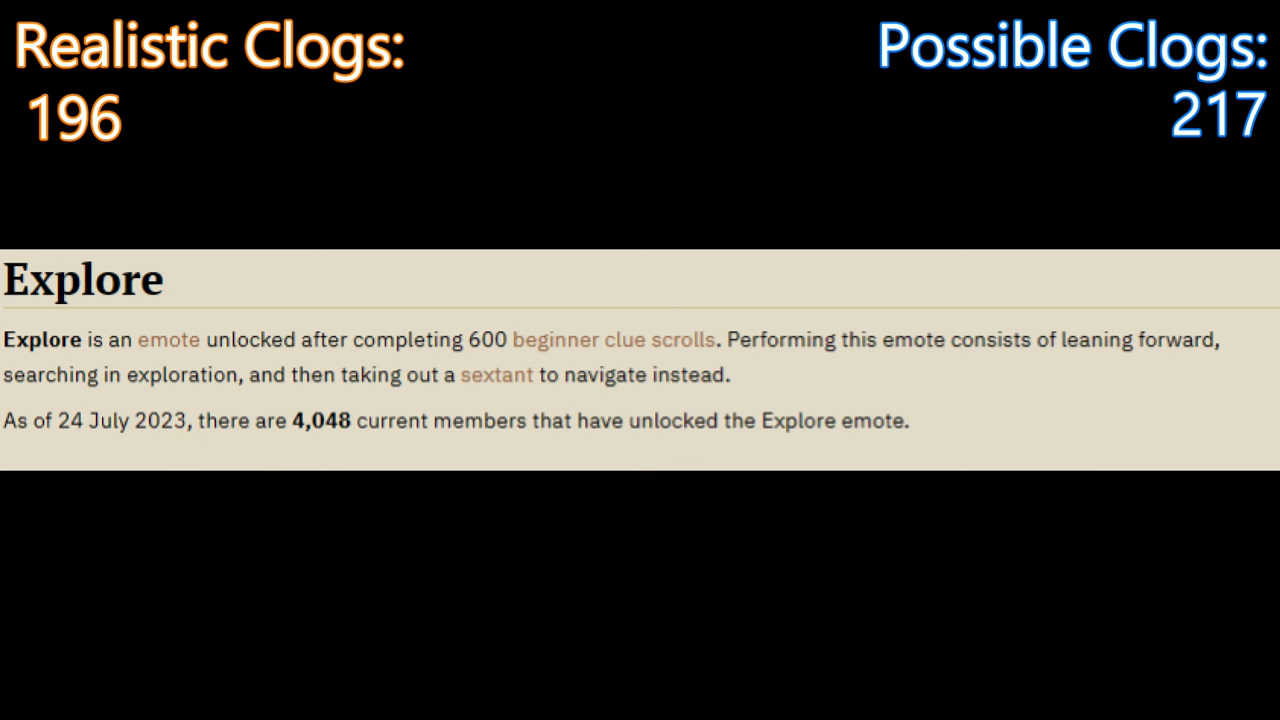 Realistic Clogs:
196
Possible Clogs:
217
Explore
Explore is an emote unlocked after completing 600 beginner clue scrolls. Performing this emote consists of leaning forward,
searching in exploration, and then taking out a sextant to navigate instead.
As of 24 July 2023, there are 4,048 current members that have unlocked the Explore emote.